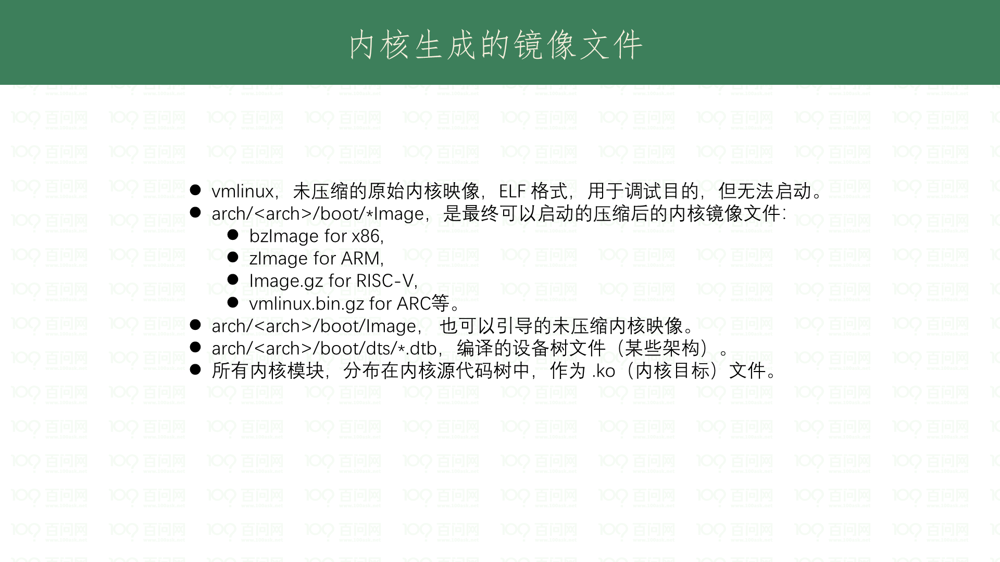 内核生成的镜像文件
vmlinux，未压缩的原始内核映像，ELF 格式，用于调试目的，但无法启动。
arch/<arch>/boot/*Image，是最终可以启动的压缩后的内核镜像文件：
bzImage for x86,
zImage for ARM,
Image.gz for RISC-V,
vmlinux.bin.gz for ARC等。
arch/<arch>/boot/Image， 也可以引导的未压缩内核映像。
arch/<arch>/boot/dts/*.dtb，编译的设备树文件（某些架构）。
所有内核模块，分布在内核源代码树中，作为 .ko（内核目标）文件。
百问网
www.100ask.net